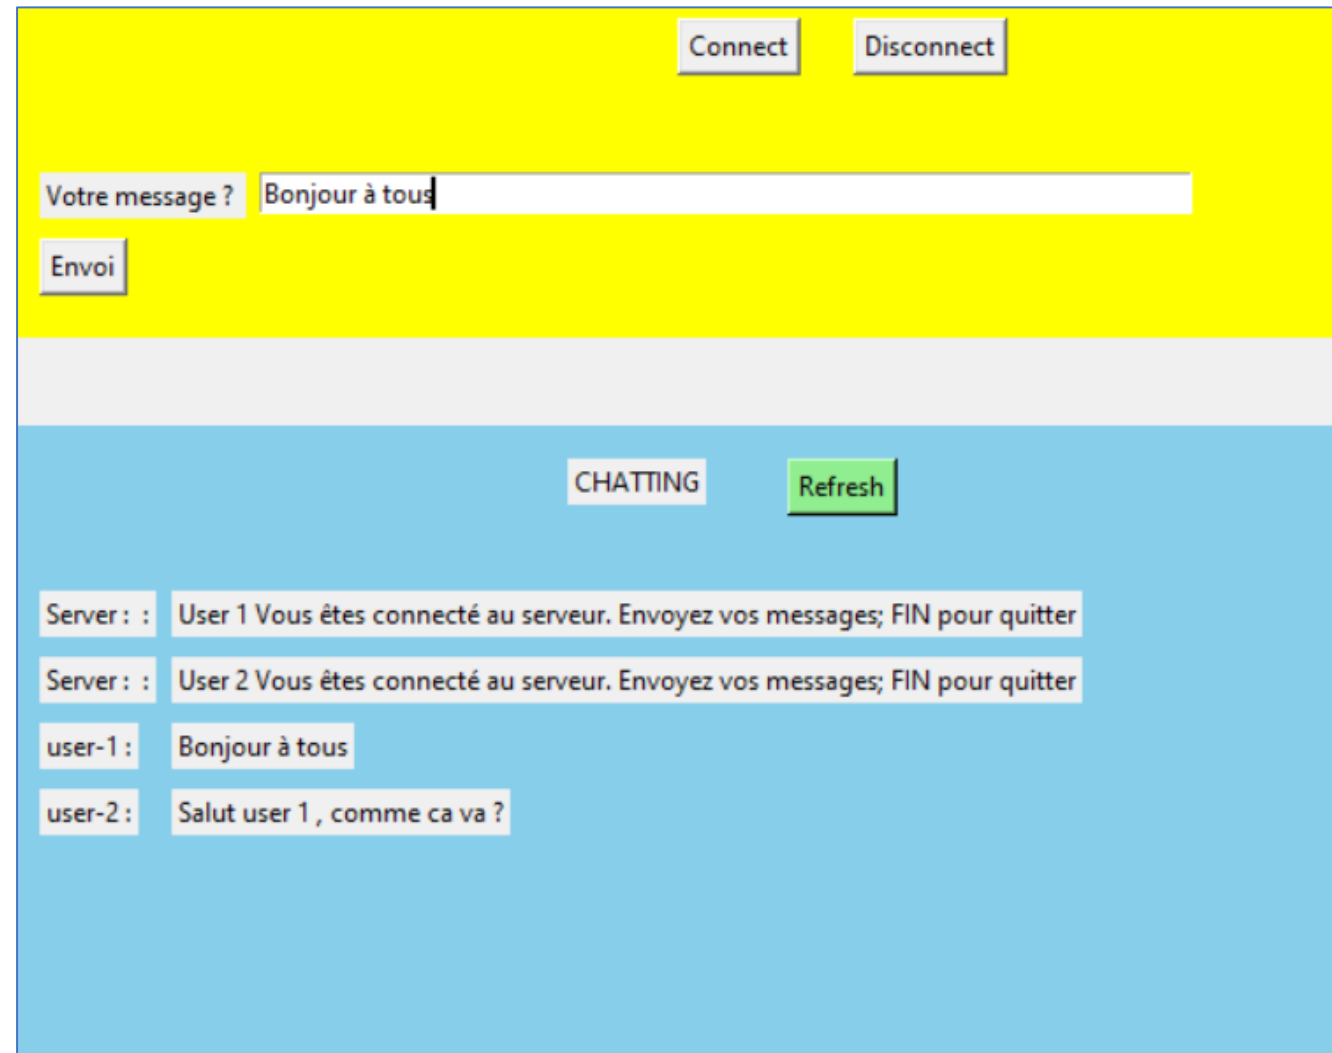 Connect Disconnect
Votre message ? Bonjour à tous
Envoi
CHATTING Refresh
Server : : User 1 Vous êtes connecté au serveur. Envoyez vos messages; FIN pour quitter
Server : : User 2 Vous êtes connecté au serveur. Envoyez vos messages; FIN pour quitter
user-1 : Bonjour à tous
user-2 : Salut user 1 , comme ca va ?